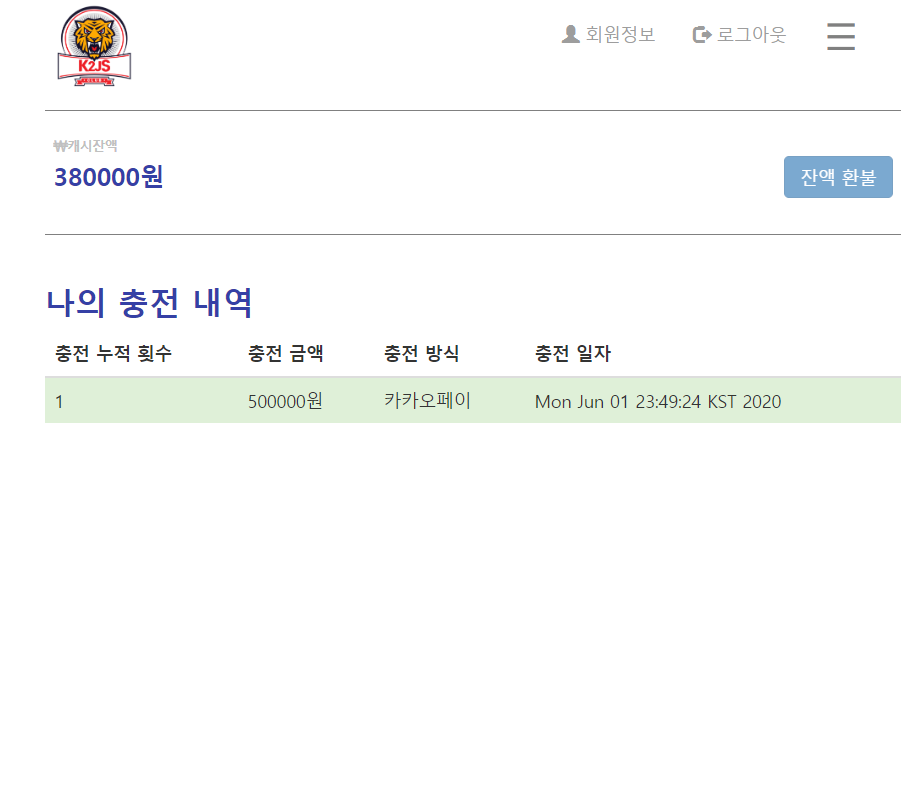 K2JS
회원정보
로그아웃
₩캐시잔액
380000원
잔액 환불
나의 충전 내역
충전 누적 횟수 충전 금액 충전 방식 충전 일자
1 500000원 카카오페이 Mon Jun 01 23:49:24 KST 2020